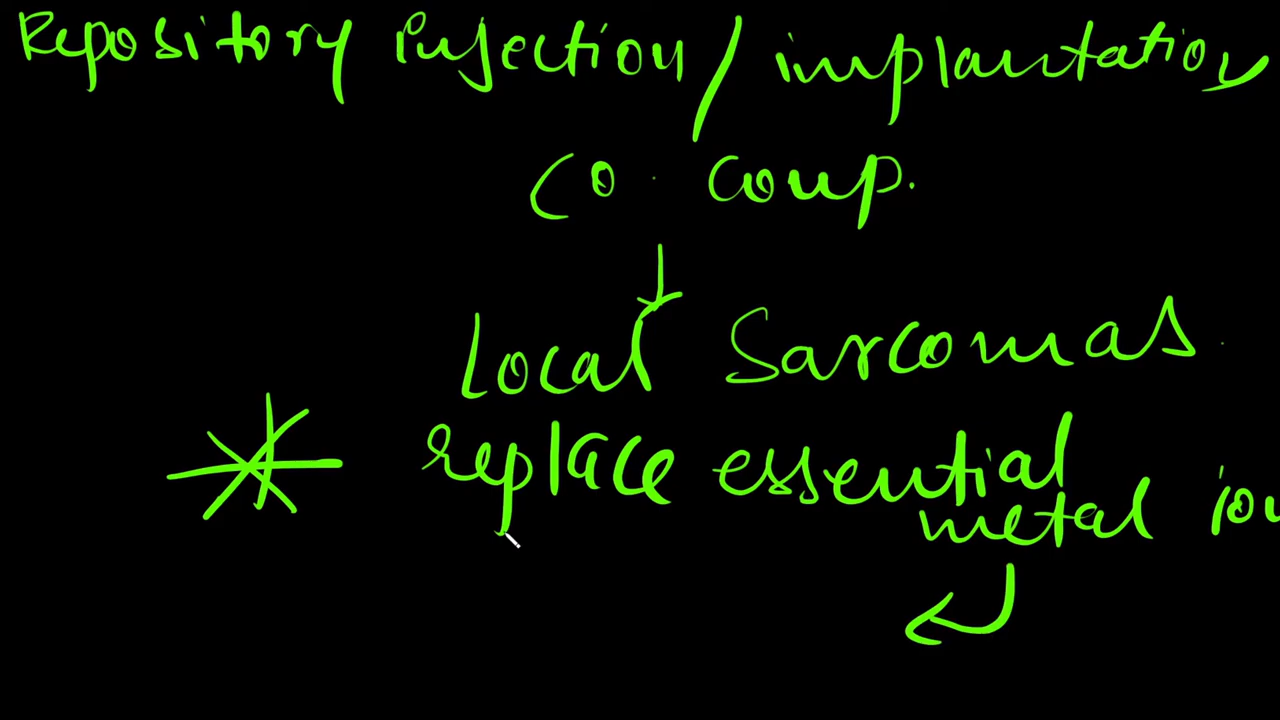 Repository Injection/implantation
Co. Comp.
Local Sarcomas
replace essential
metal ion